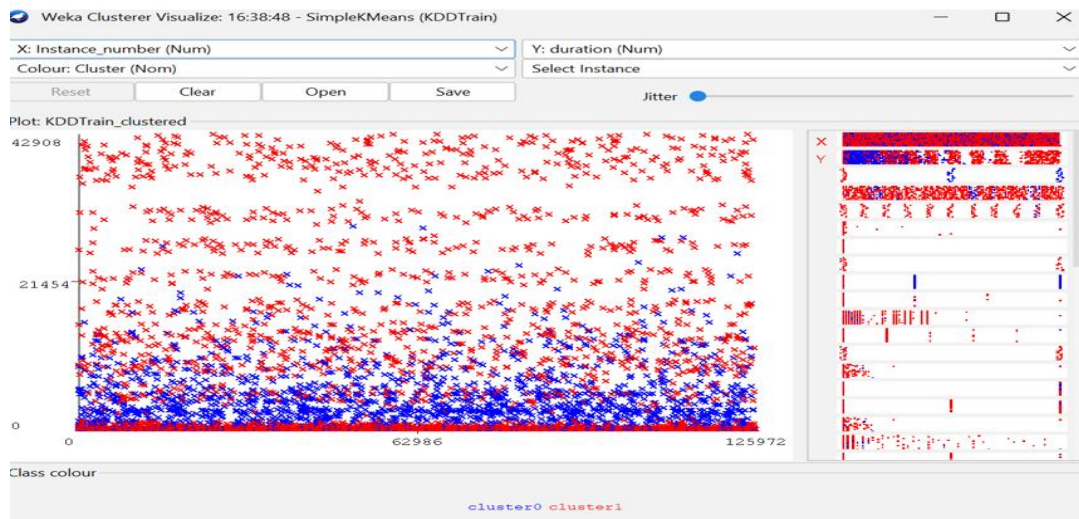 Weka Clusterer Visualize: 16:38:48 - SimpleKMeans (KDDTrain)
X: Instance_number (Num) Y: duration (Num)
Colour: Cluster (Nom) Select Instance
Reset Clear Open Save Jitter
Plot: KDDTrain_clustered
42908
21454
0
0 62986 125972
X
Y
Class colour
cluster0 cluster1